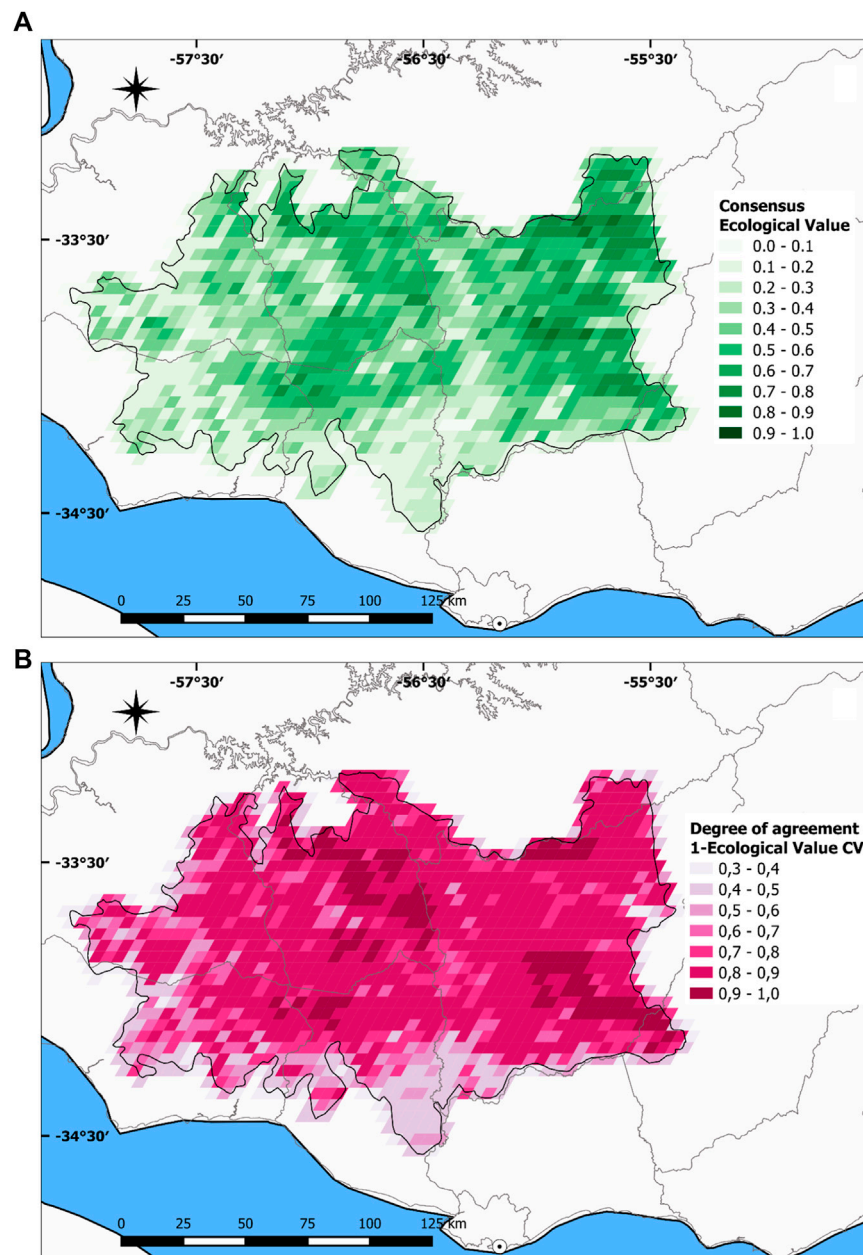 A
-57°30′ -56°30′ -55°30′
-33°30′
Consensus
Ecological Value
0.0 - 0.1
0.1 - 0.2
0.2 - 0.3
0.3 - 0.4
0.4 - 0.5
0.5 - 0.6
0.6 - 0.7
0.7 - 0.8
0.8 - 0.9
0.9 - 1.0
-34°30′
0 25 50 75 100 125 km
B
-57°30′ -56°30′ -55°30′
-33°30′
Degree of agreement
1-Ecological Value CV
0,3 - 0,4
0,4 - 0,5
0,5 - 0,6
0,6 - 0,7
0,7 - 0,8
0,8 - 0,9
0,9 - 1,0
-34°30′
0 25 50 75 100 125 km